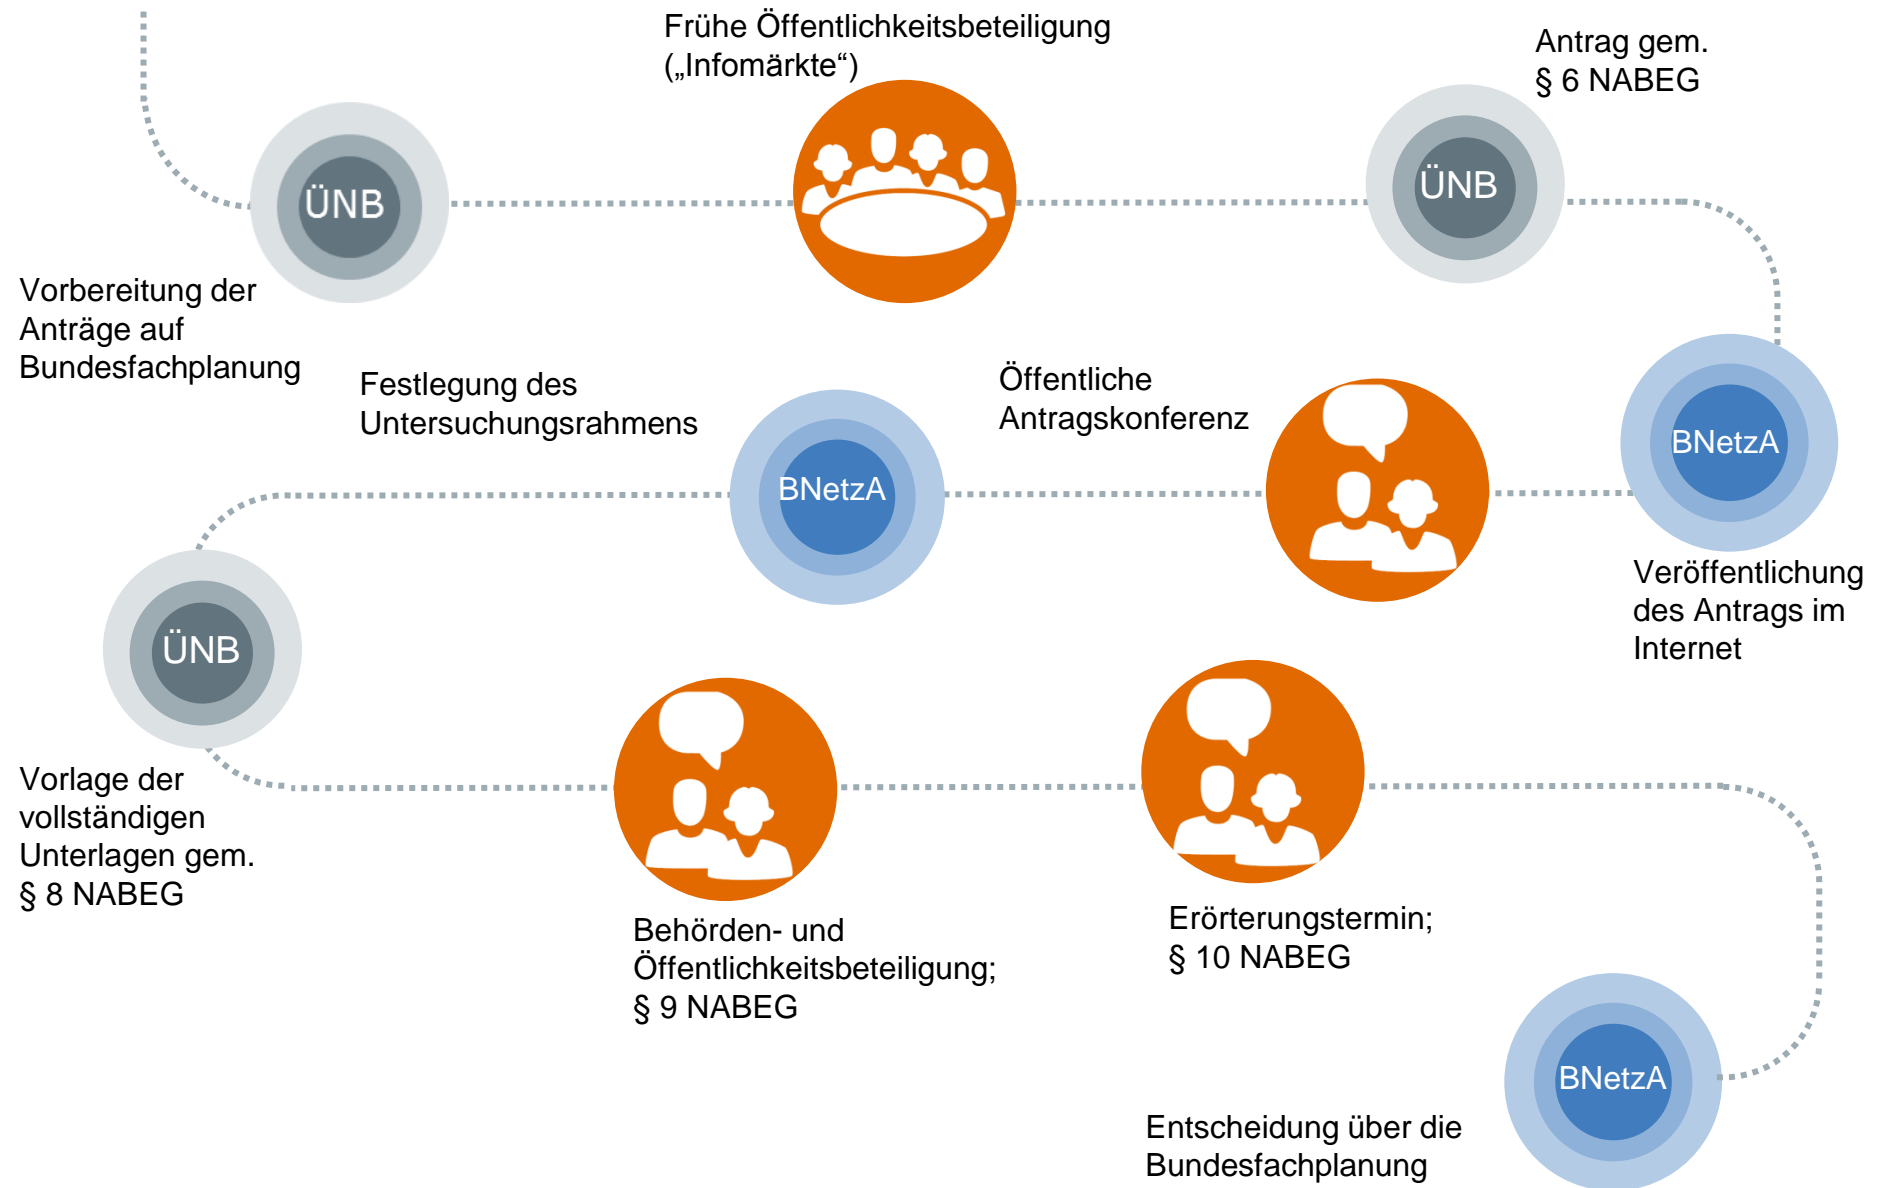 Frühe Öffentlichkeitsbeteiligung
(„Infomärkte“)
Antrag gem.
§ 6 NABEG
ÜNB
ÜNB
Vorbereitung der
Anträge auf
Bundesfachplanung
Festlegung des
Untersuchungsrahmens
Öffentliche
Antragskonferenz
BNetzA
BNetzA
Veröffentlichung
des Antrags im
Internet
ÜNB
Vorlage der
vollständigen
Unterlagen gem.
§ 8 NABEG
Behörden- und
Öffentlichkeitsbeteiligung;
§ 9 NABEG
Erörterungstermin;
§ 10 NABEG
BNetzA
Entscheidung über die
Bundesfachplanung